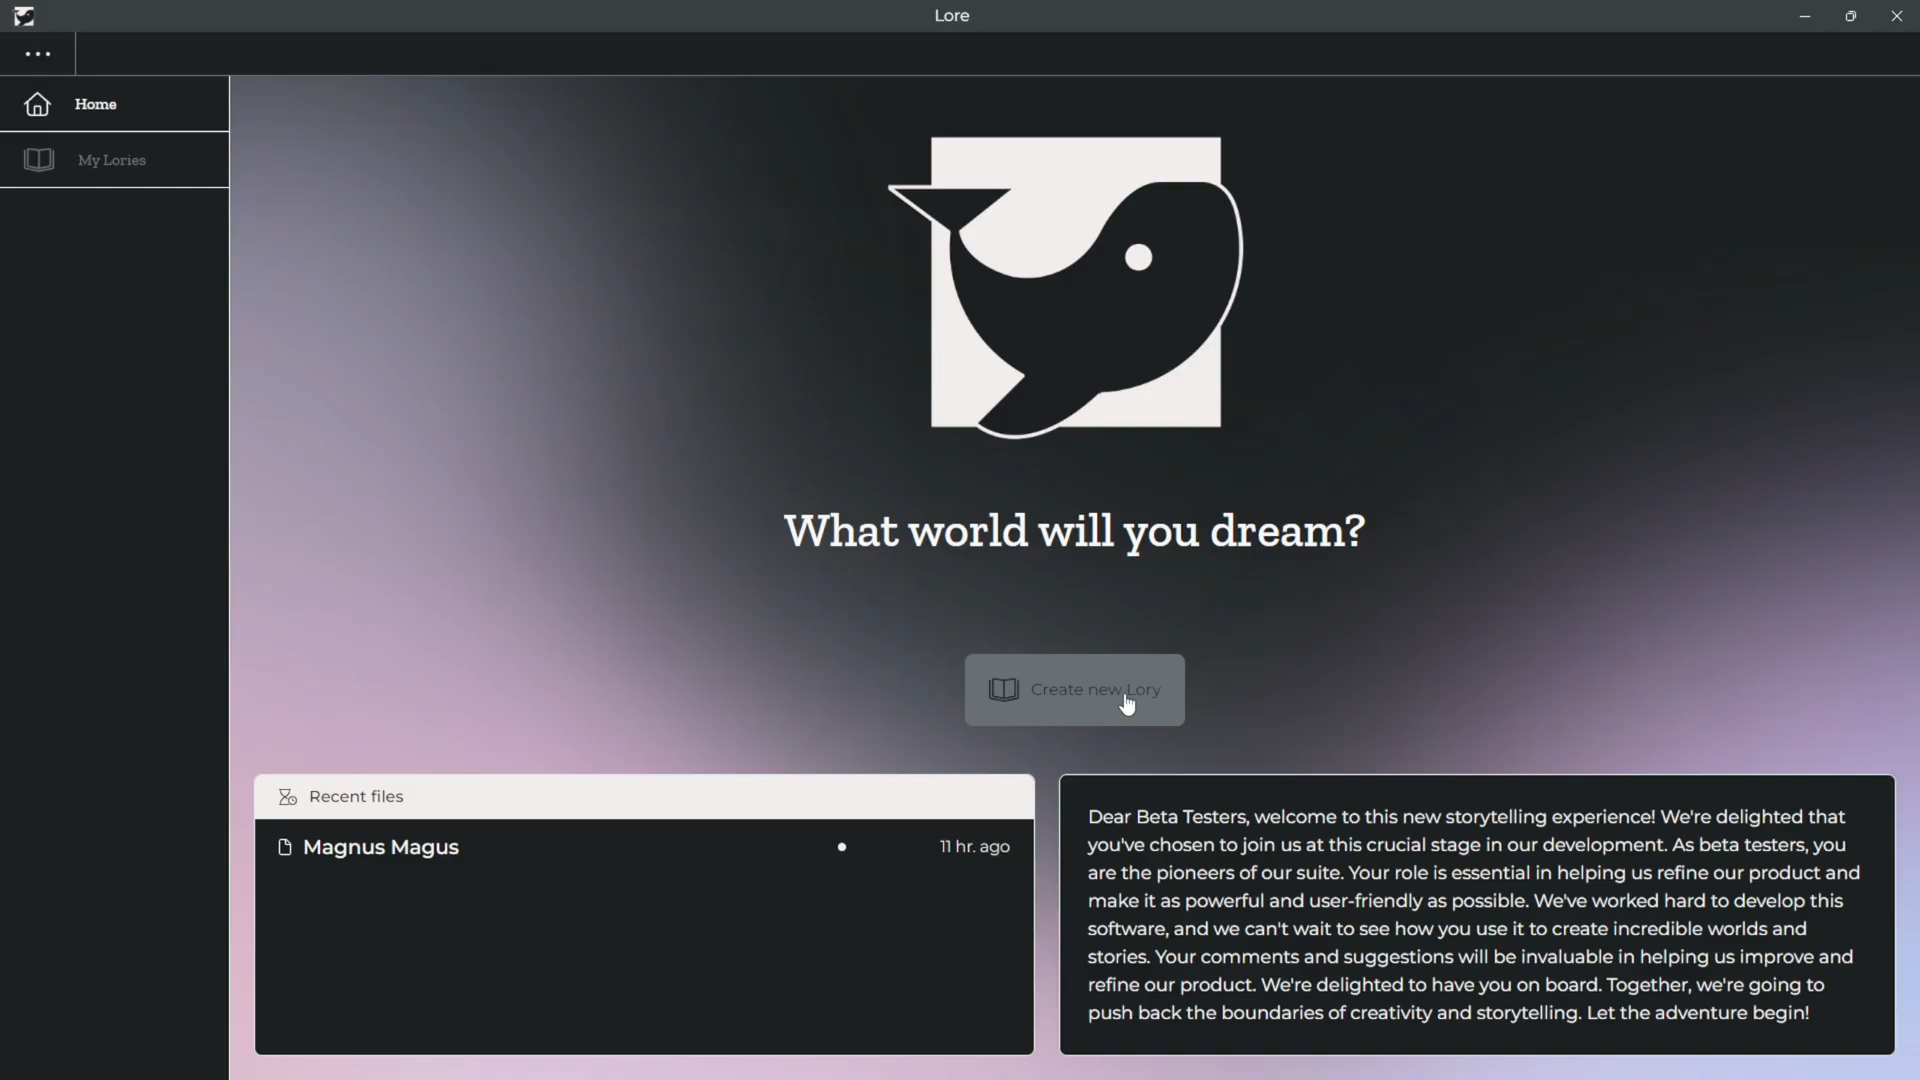 Lore
Home
My Lories
What world will you dream?
Create new Lory
Recent files
Magnus Magus
11 hr. ago
Dear Beta Testers, welcome to this new storytelling experience! We're delighted that
you've chosen to join us at this crucial stage in our development. As beta testers, you
are the pioneers of our suite. Your role is essential in helping us refine our product and
make it as powerful and user-friendly as possible. We've worked hard to develop this
software, and we can't wait to see how you use it to create incredible worlds and
stories. Your comments and suggestions will be invaluable in helping us improve and
refine our product. We're delighted to have you on board. Together, we're going to
push back the boundaries of creativity and storytelling. Let the adventure begin!